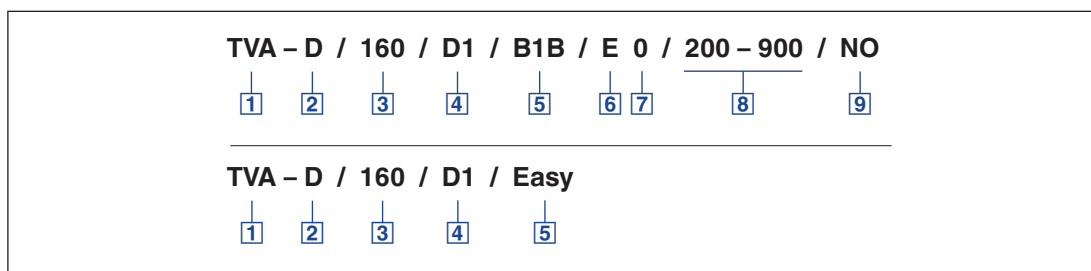 TVA – D / 160 / D1 / B1B / E 0 / 200 – 900 / NO
1 2 3 4 5 6 7 8 9
TVA – D / 160 / D1 / Easy
1 2 3 4 5